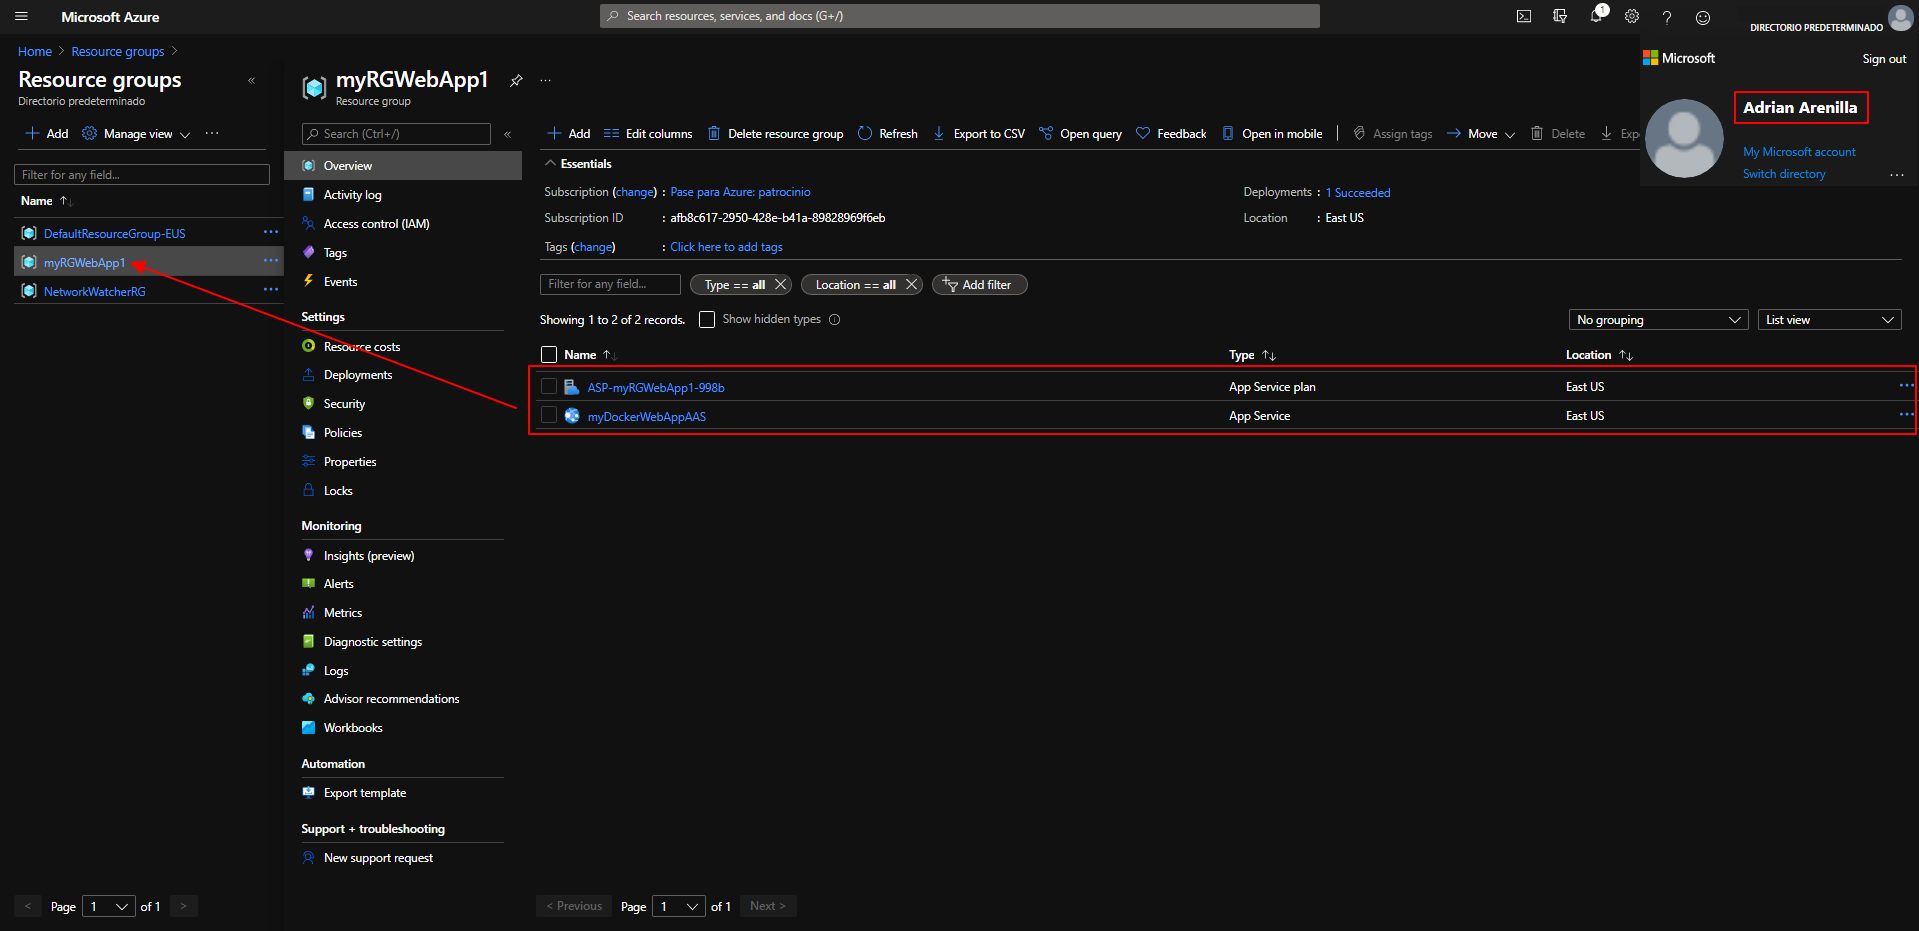 Microsoft Azure
Search resources, services, and docs (G+/)
1
DIRECTORIO PREDETERMINADO
Home > Resource groups >
Resource groups
Directorio predeterminado
Add Manage view ...
Filter for any field...
Name
DefaultResourceGroup-EUS
myRGWebApp1
NetworkWatcherRG
< Page 1 of 1 >
myRGWebApp1
Resource group
Search (Ctrl+/)
Overview
Activity log
Access control (IAM)
Tags
Events
Settings
Resource costs
Deployments
Security
Policies
Properties
Locks
Monitoring
Insights (preview)
Alerts
Metrics
Diagnostic settings
Logs
Advisor recommendations
Workbooks
Automation
Export template
Support + troubleshooting
New support request
Add Edit columns Delete resource group Refresh Export to CSV Open query Feedback Open in mobile Assign tags Move Delete Exp
Essentials
Subscription (change) : Pase para Azure: patrocinio
Deployments : 1 Succeeded
Subscription ID : afb8c617-2950-428e-b41a-89828969f6eb
Location : East US
Tags (change) : Click here to add tags
Filter for any field... Type == all Location == all Add filter
Showing 1 to 2 of 2 records. Show hidden types
No grouping List view
Name Type Location
ASP-myRGWebApp1-998b App Service plan East US
myDockerWebAppAAS App Service East US
< Previous Page 1 of 1 Next >
Microsoft Sign out
Adrian Arenilla
My Microsoft account
Switch directory